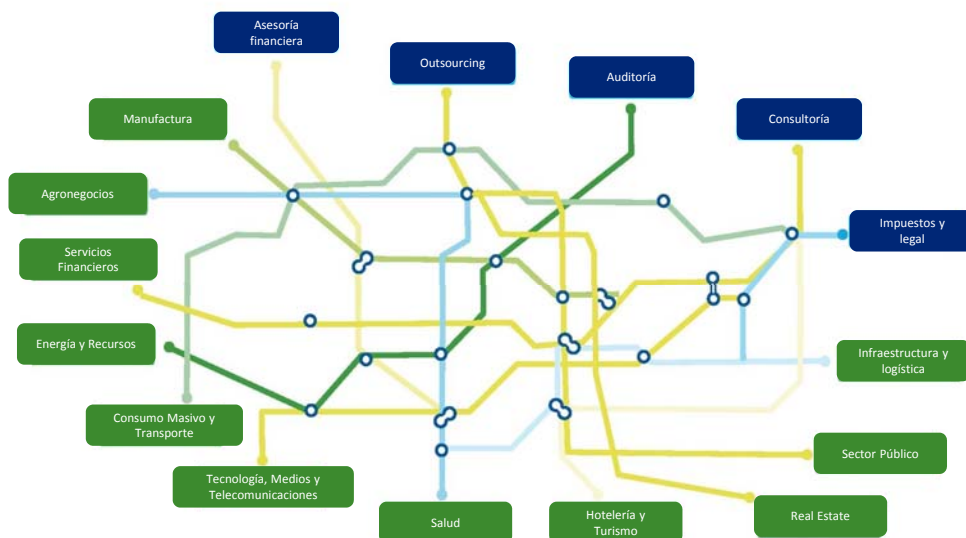 Asesoría
financiera
Outsourcing
Auditoría
Manufactura
Consultoría
Agronegocios
Impuestos y
legal
Servicios
Financieros
Energía y Recursos
Infraestructura y
logística
Consumo Masivo y
Transporte
Sector Público
Tecnología, Medios y
Telecomunicaciones
Salud
Hotelería y
Turismo
Real Estate